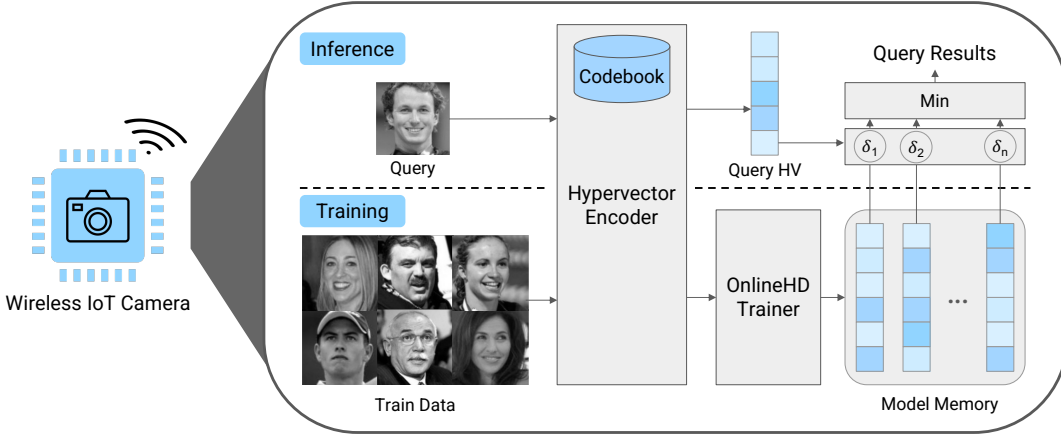 Inference
Query
Codebook
Hypervector
Encoder
Query HV
Query Results
Min
δ1
δ2
δn
Wireless IoT Camera
Training
Train Data
OnlineHD
Trainer
...
Model Memory